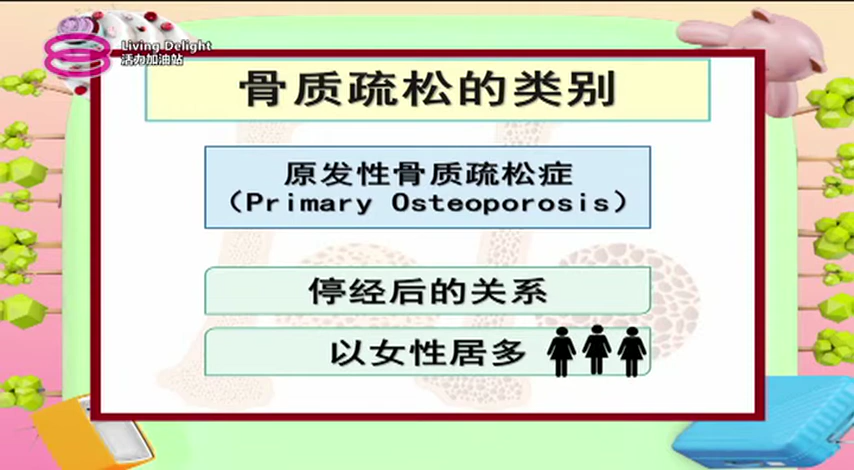 Living Delight
活力加油站
骨质疏松的类别
原发性骨质疏松症
（Primary Osteoporosis）
停经后的关系
以女性居多